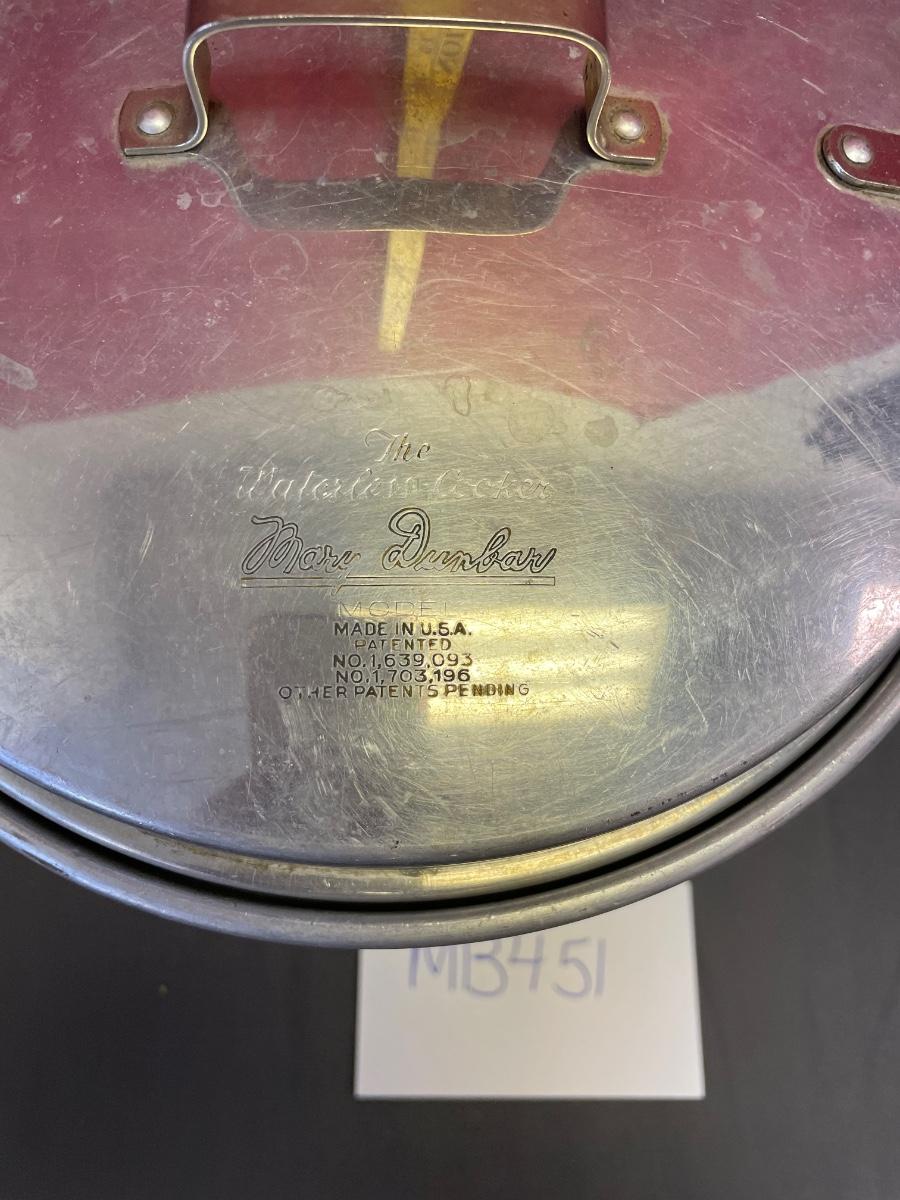 The
Waterless Cooker
Mary Dunbar
MODEL
MADE IN U.S.A.
PATENTED
NO.1,639,093
NO.1,703,196
OTHER PATENTS PENDING
MB451